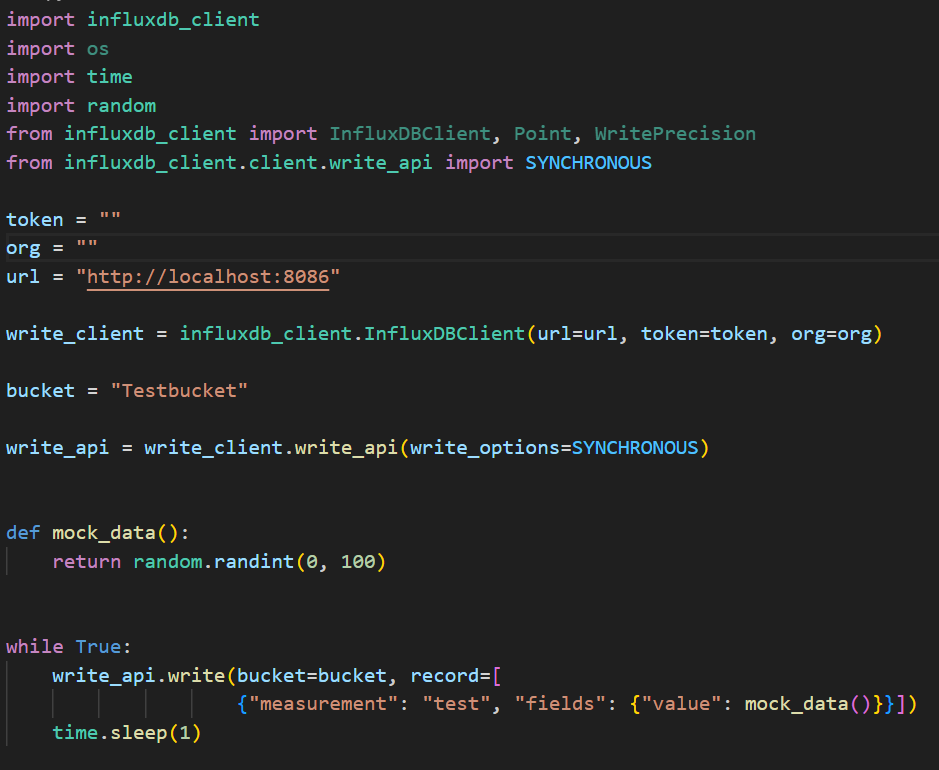 import influxdb_client
import os
import time
import random
from influxdb_client import InfluxDBClient, Point, WritePrecision
from influxdb_client.client.write_api import SYNCHRONOUS
token = ""
org = ""
url = "http://localhost:8086"
write_client = influxdb_client.InfluxDBClient(url=url, token=token, org=org)
bucket = "Testbucket"
write_api = write_client.write_api(write_options=SYNCHRONOUS)
def mock_data():
    return random.randint(0, 100)
while True:
    write_api.write(bucket=bucket, record=[
                    {"measurement": "test", "fields": {"value": mock_data()}}])
    time.sleep(1)